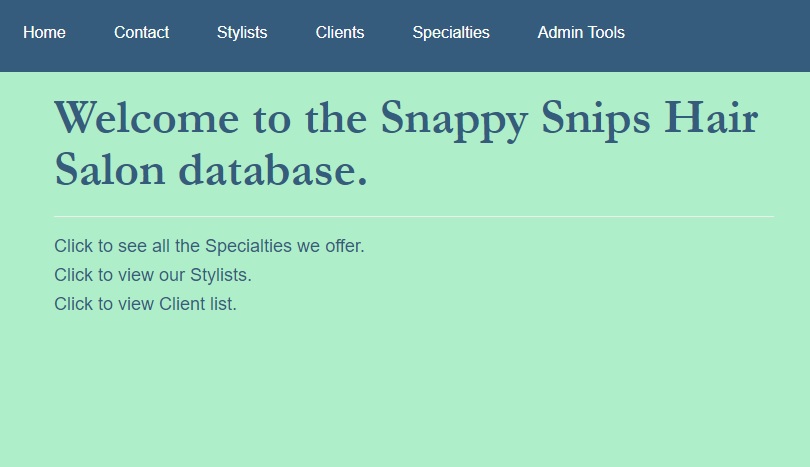 Home Contact Stylists Clients Specialties Admin Tools
Welcome to the Snappy Snips Hair
Salon database.
Click to see all the Specialties we offer.
Click to view our Stylists.
Click to view Client list.